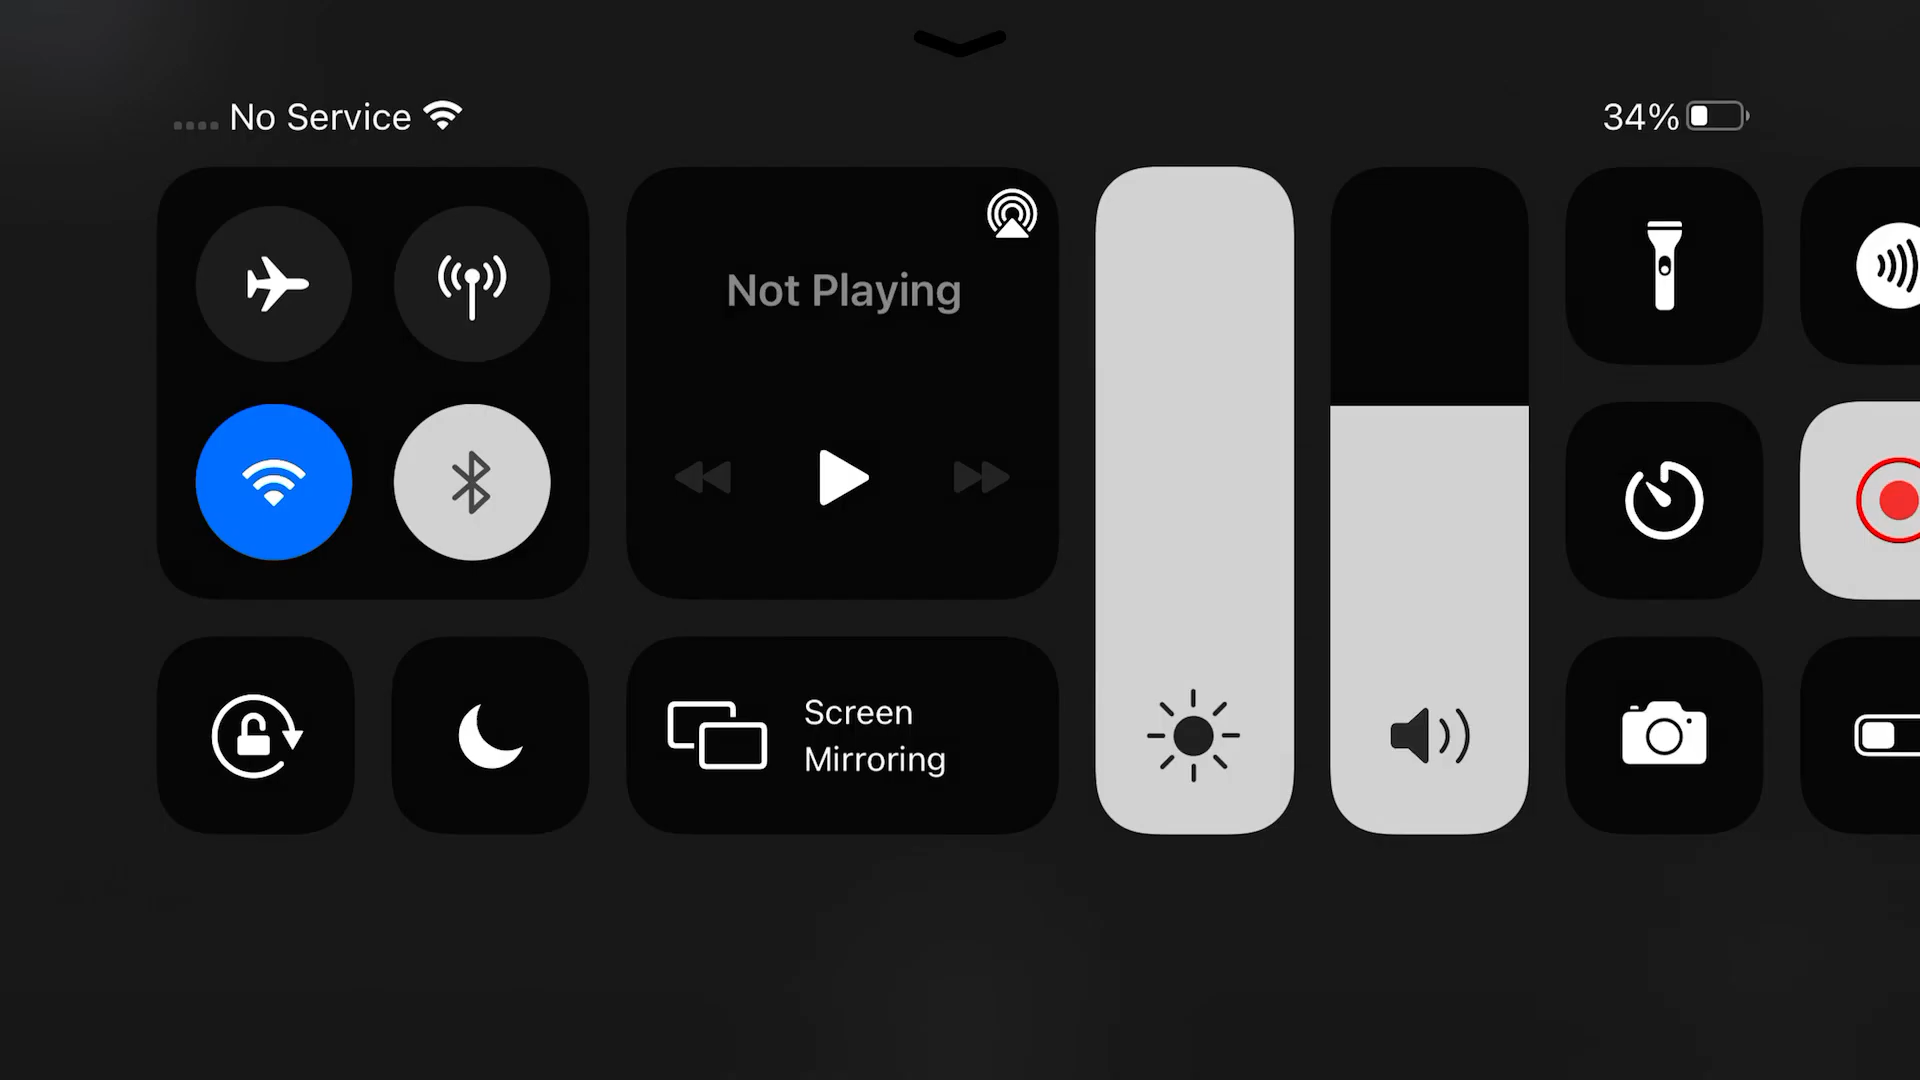 No Service
34%
Not Playing
Screen
Mirroring